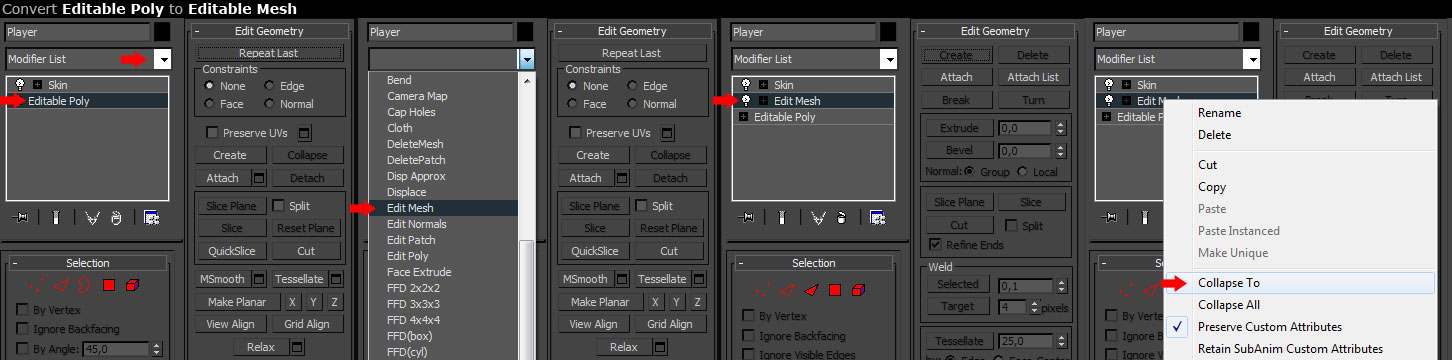 Convert Editable Poly to Editable Mesh
Player
Modifier List
Skin
Editable Poly
Selection
By Vertex
Ignore Backfacing
By Angle: 45,0
Edit Geometry
Repeat Last
Constraints
None Edge
Face Normal
Preserve UVs
Create Collapse
Attach Detach
Slice Plane Split
Slice Reset Plane
QuickSlice Cut
MSmooth Tessellate
Make Planar X Y Z
View Align Grid Align
Relax
Player
Bend
Camera Map
Cap Holes
Cloth
DeleteMesh
DeletePatch
Disp Approx
Displace
Edit Mesh
Edit Normals
Edit Patch
Edit Poly
Face Extrude
FFD 2x2x2
FFD 3x3x3
FFD 4x4x4
FFD(box)
FFD(cyl)
Edit Geometry
Repeat Last
Constraints
None Edge
Face Normal
Preserve UVs
Create Collapse
Attach Detach
Slice Plane Split
Slice Reset Plane
QuickSlice Cut
MSmooth Tessellate
Make Planar X Y Z
View Align Grid Align
Relax
Player
Modifier List
Skin
Edit Mesh
Editable Poly
Selection
By Vertex
Ignore Backfacing
Ignore Visible Edges
Edit Geometry
Create Delete
Attach Attach List
Break Turn
Extrude 0,0
Bevel 0,0
Normal: Group Local
Slice Plane Slice
Cut Split
Refine Ends
Weld
Selected 0,1
Target 4 pixels
Tessellate 25,0
Player
Modifier List
Skin
Edit
Editable
By
Ignore
Ignore
Edit Geometry
Create Delete
Attach Attach List
Rename
Delete
Cut
Copy
Paste
Paste Instanced
Make Unique
Collapse To
Collapse All
Preserve Custom Attributes
Retain SubAnim Custom Attributes